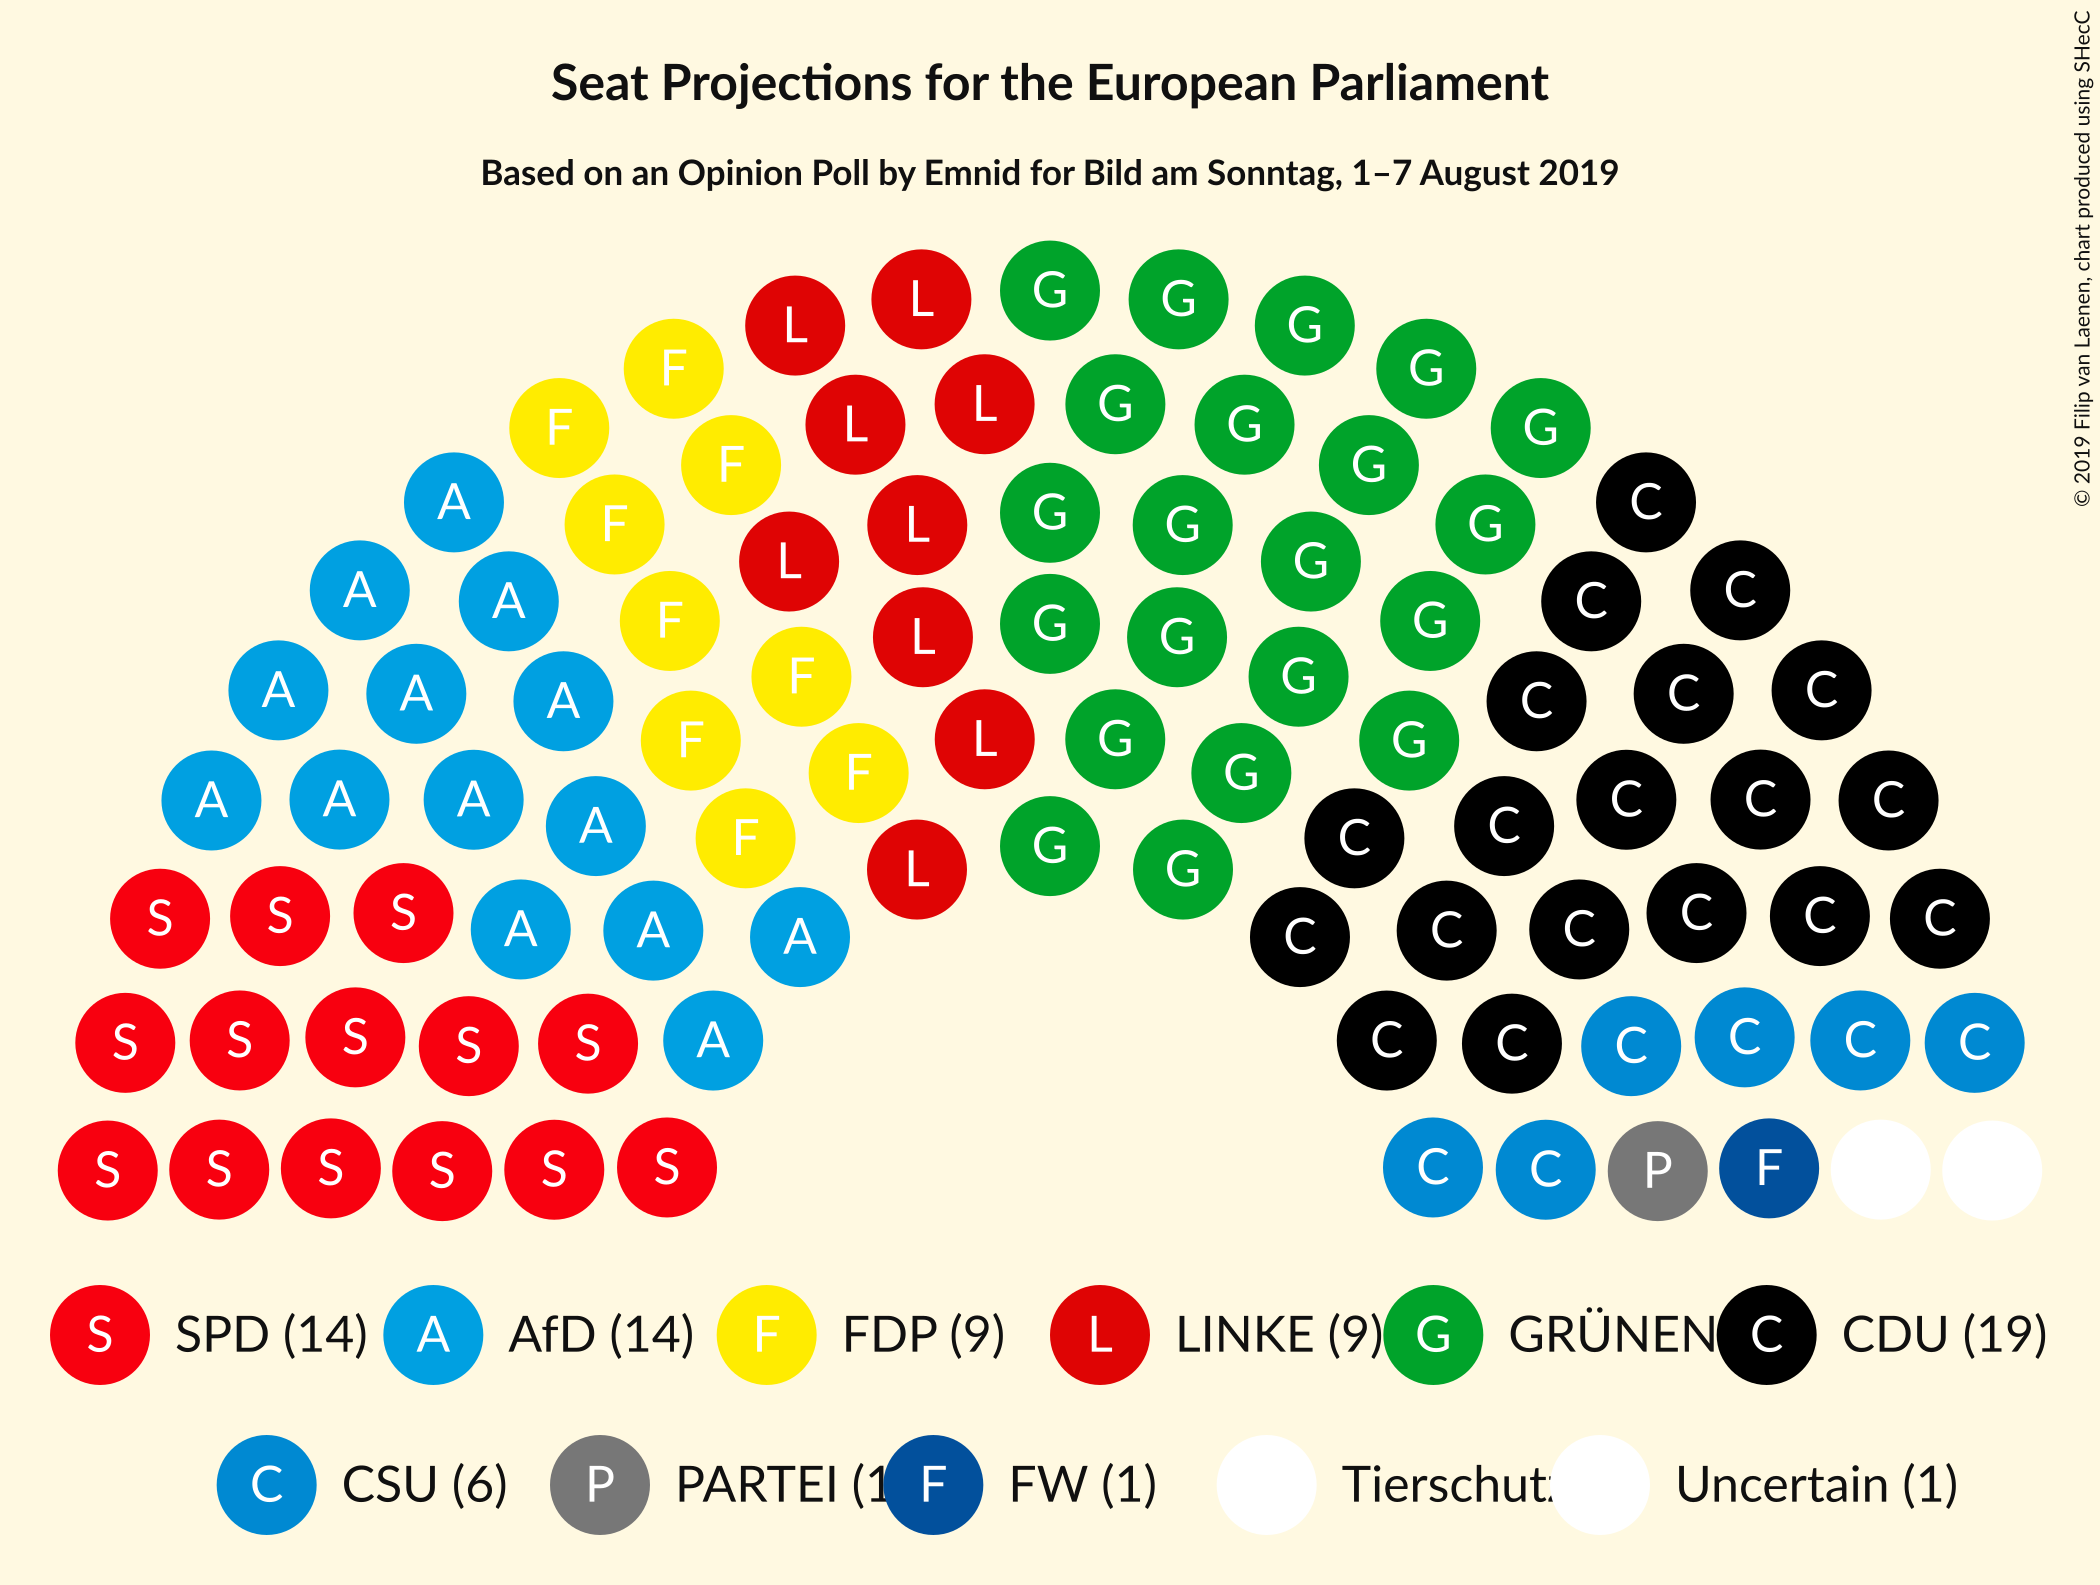 Seat Projections for the European Parliament
Based on an Opinion Poll by Emnid for Bild am Sonntag, 1–7 August 2019
© 2019 Filip van Laenen, chart produced using SHecC
L G G
L G
F G
L L G
F G G
F G
A F L G C
F L G G G
A A F L G G C C
F G
A A A F L G G C C C
F F G G
A A A A F L G G C C C C C
S S S A A A C C C C C C
S S S S S A C C C C C C
S S S S S S C C P F
S SPD (14) A AfD (14) F FDP (9) L LINKE (9) G GRÜNEN C CDU (19)
C CSU (6) P PARTEI (1 F FW (1) Tierschutz Uncertain (1)